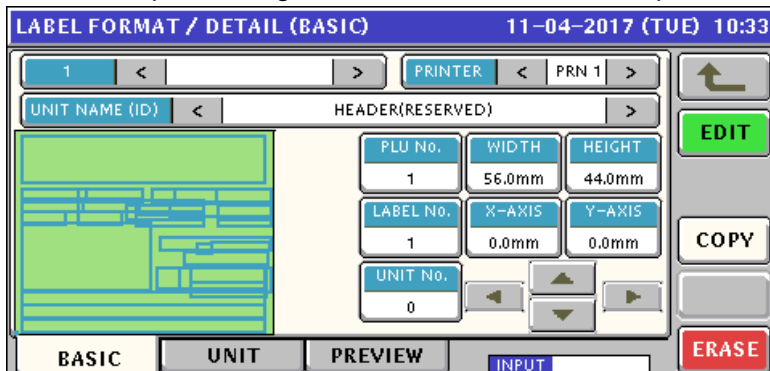 LABEL FORMAT / DETAIL (BASIC) 11-04-2017 (TUE) 10:33
1 < > PRINTER < PRN 1 >
UNIT NAME (ID) < HEADER(RESERVED) >
EDIT
PLU No. WIDTH HEIGHT
1 56.0mm 44.0mm
LABEL No. X-AXIS Y-AXIS
1 0.0mm 0.0mm
COPY
UNIT No.
0
ERASE
BASIC UNIT PREVIEW INPUT